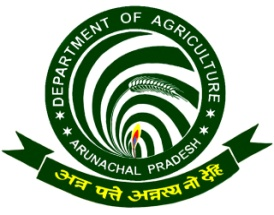 DEPARTMENT OF AGRICULTURE
ARUNACHAL PRADESH
अन्न पत्ते अन्नस्य नो देहि